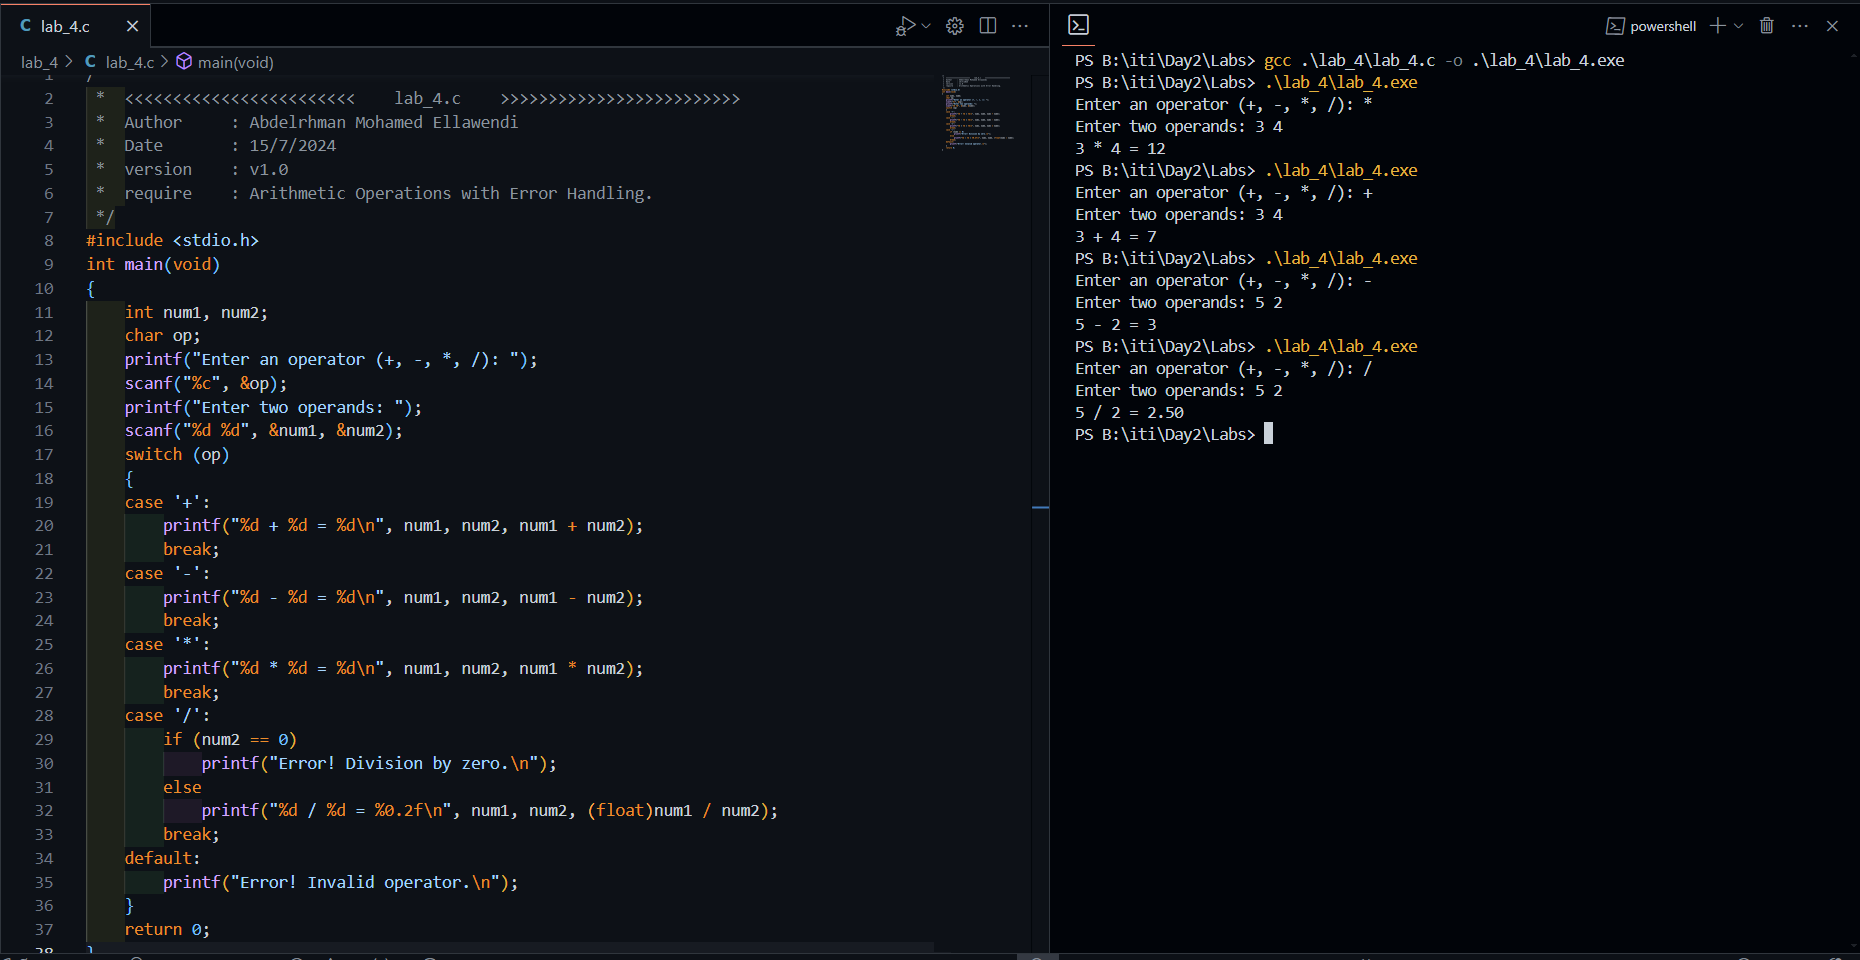 lab_4.c
lab_4 > C lab_4.c > main(void)
1 /
2 * <<<<<<<<<<<<<<<<<<<<<<<< lab_4.c >>>>>>>>>>>>>>>>>>>>>>>>>
3 * Author : Abdelrhman Mohamed Ellawendi
4 * Date : 15/7/2024
5 * version : v1.0
6 * require : Arithmetic Operations with Error Handling.
7 */
8 #include <stdio.h>
9 int main(void)
10 {
11 int num1, num2;
12 char op;
13 printf("Enter an operator (+, -, *, /): ");
14 scanf("%c", &op);
15 printf("Enter two operands: ");
16 scanf("%d %d", &num1, &num2);
17 switch (op)
18 {
19 case '+':
20 printf("%d + %d = %d\n", num1, num2, num1 + num2);
21 break;
22 case '-':
23 printf("%d - %d = %d\n", num1, num2, num1 - num2);
24 break;
25 case '*':
26 printf("%d * %d = %d\n", num1, num2, num1 * num2);
27 break;
28 case '/':
29 if (num2 == 0)
30 printf("Error! Division by zero.\n");
31 else
32 printf("%d / %d = %0.2f\n", num1, num2, (float)num1 / num2);
33 break;
34 default:
35 printf("Error! Invalid operator.\n");
36 }
37 return 0;
38 }
powershell
PS B:\iti\Day2\Labs> gcc .\lab_4\lab_4.c -o .\lab_4\lab_4.exe
PS B:\iti\Day2\Labs> .\lab_4\lab_4.exe
Enter an operator (+, -, *, /): *
Enter two operands: 3 4
3 * 4 = 12
PS B:\iti\Day2\Labs> .\lab_4\lab_4.exe
Enter an operator (+, -, *, /): +
Enter two operands: 3 4
3 + 4 = 7
PS B:\iti\Day2\Labs> .\lab_4\lab_4.exe
Enter an operator (+, -, *, /): -
Enter two operands: 5 2
5 - 2 = 3
PS B:\iti\Day2\Labs> .\lab_4\lab_4.exe
Enter an operator (+, -, *, /): /
Enter two operands: 5 2
5 / 2 = 2.50
PS B:\iti\Day2\Labs>